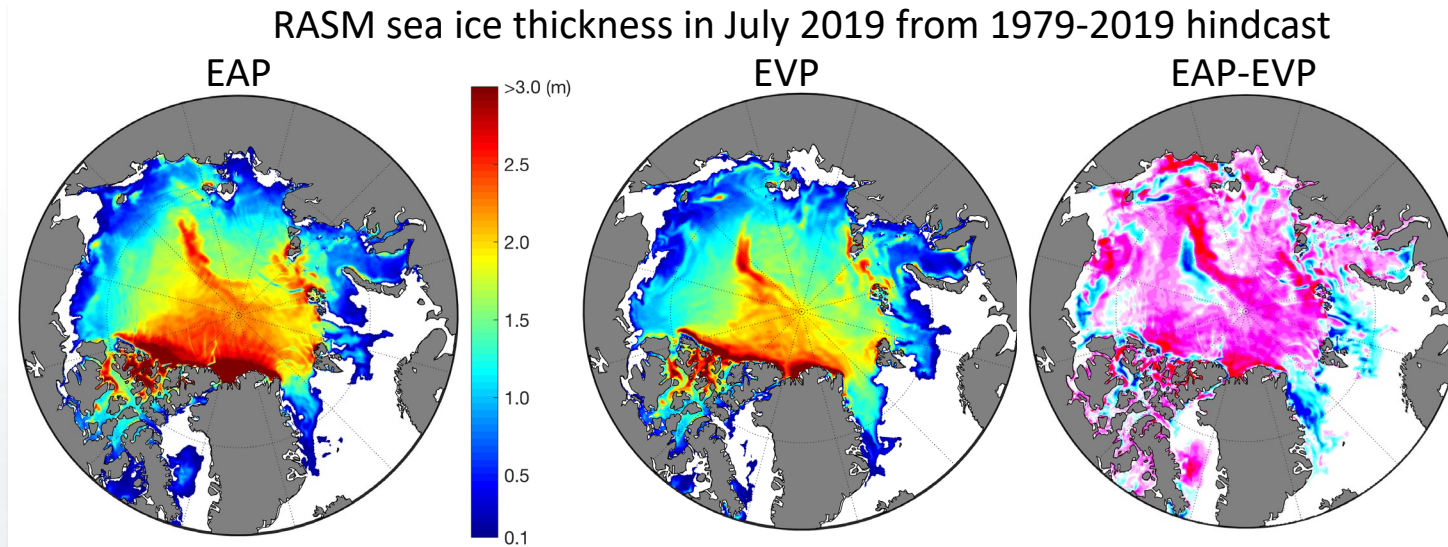 RASM sea ice thickness in July 2019 from 1979-2019 hindcast
EAP
EVP
EAP-EVP
>3.0 (m)
2.5
2.0
1.5
1.0
0.5
0.1